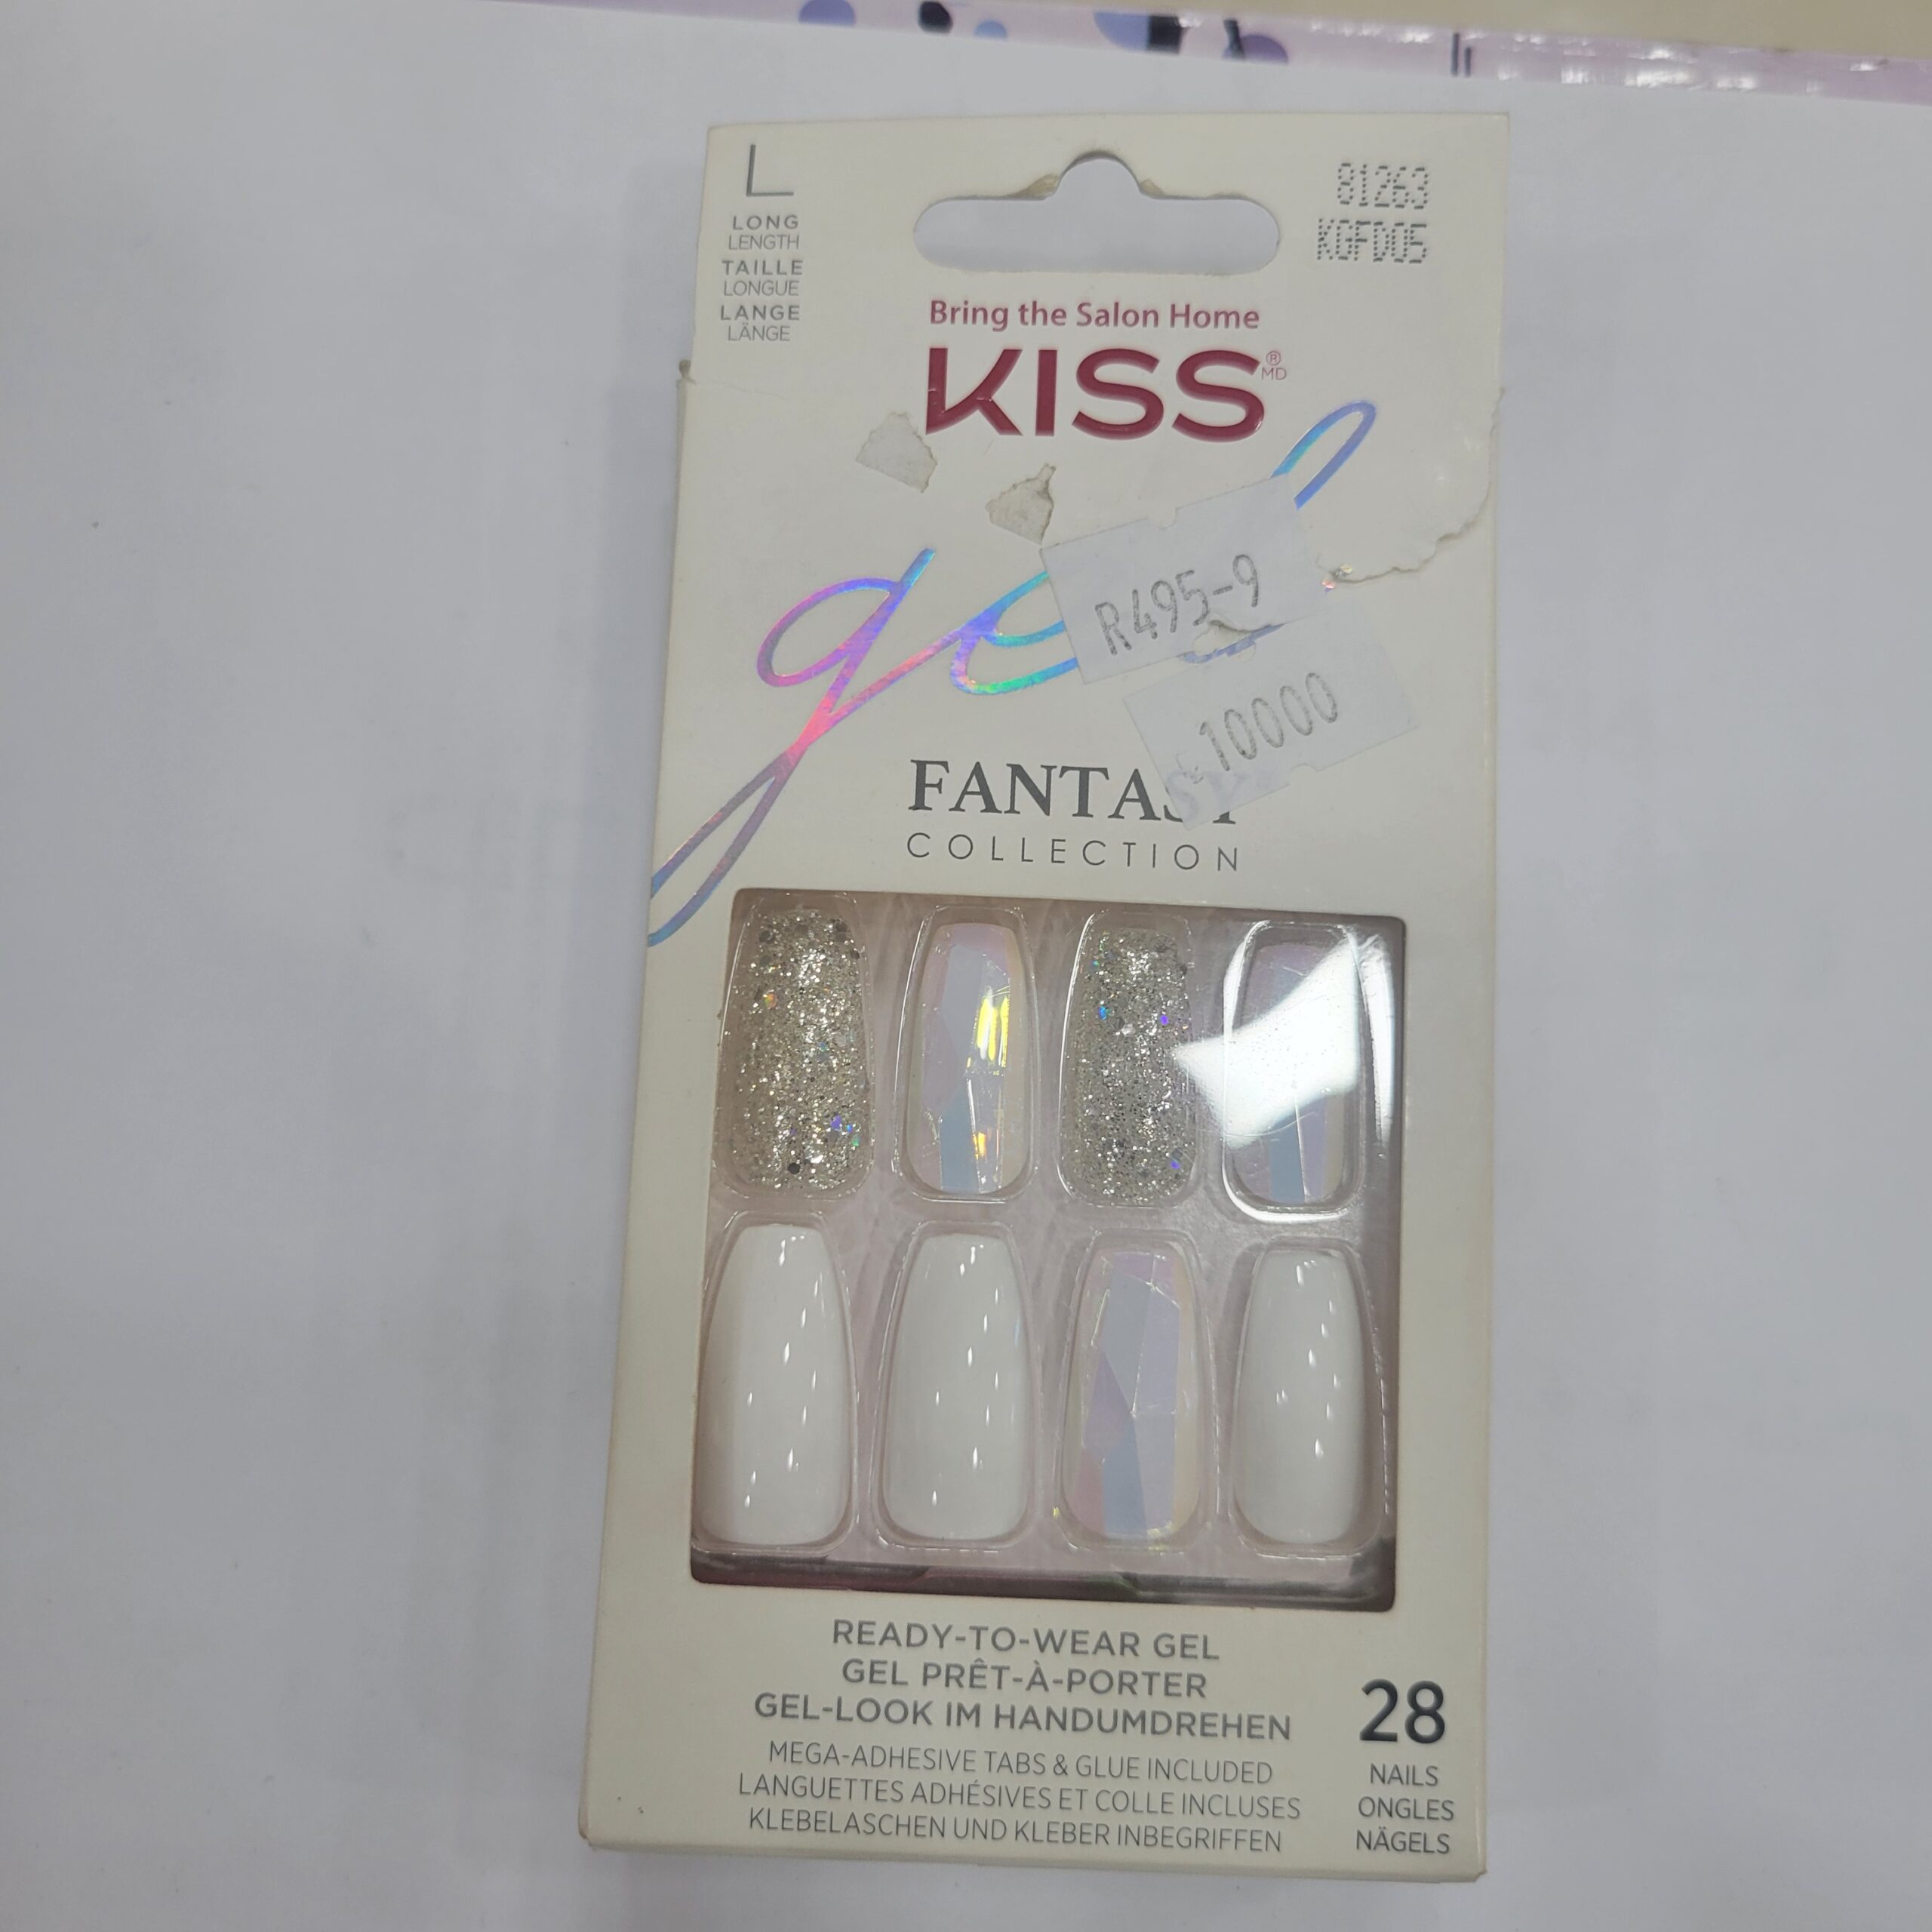 L
LONG
LENGTH
TAILLE
LONGUE
LANGE
LÄNGE
81263
KGFD05
Bring the Salon Home
KISS®
MD
gel
R495-9
10000
FANTASY
COLLECTION
READY-TO-WEAR GEL
GEL PRÊT-À-PORTER
GEL-LOOK IM HANDUMDREHEN
MEGA-ADHESIVE TABS & GLUE INCLUDED
LANGUETTES ADHÉSIVES ET COLLE INCLUSES
KLEBELASCHEN UND KLEBER INBEGRIFFEN
28
NAILS
ONGLES
NÄGELS